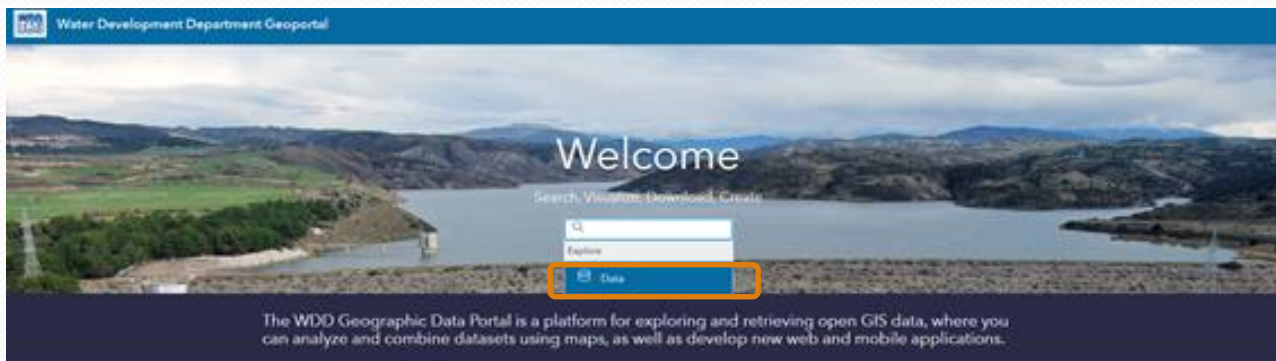 Water Development Department Geoportal
Welcome
Search, Visualize, Download, Create
Explore
Data
The WDD Geographic Data Portal is a platform for exploring and retrieving open GIS data, where you
can analyze and combine datasets using maps, as well as develop new web and mobile applications.